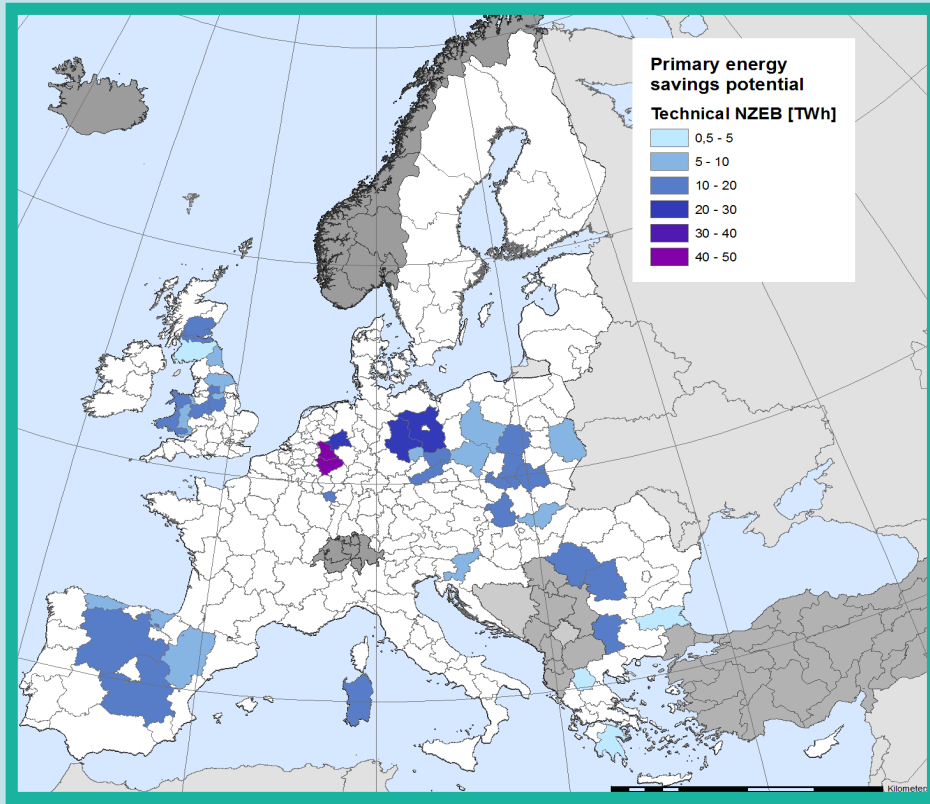 Primary energy
savings potential
Technical NZEB [TWh]
0,5 - 5
5 - 10
10 - 20
20 - 30
30 - 40
40 - 50
Kilometer